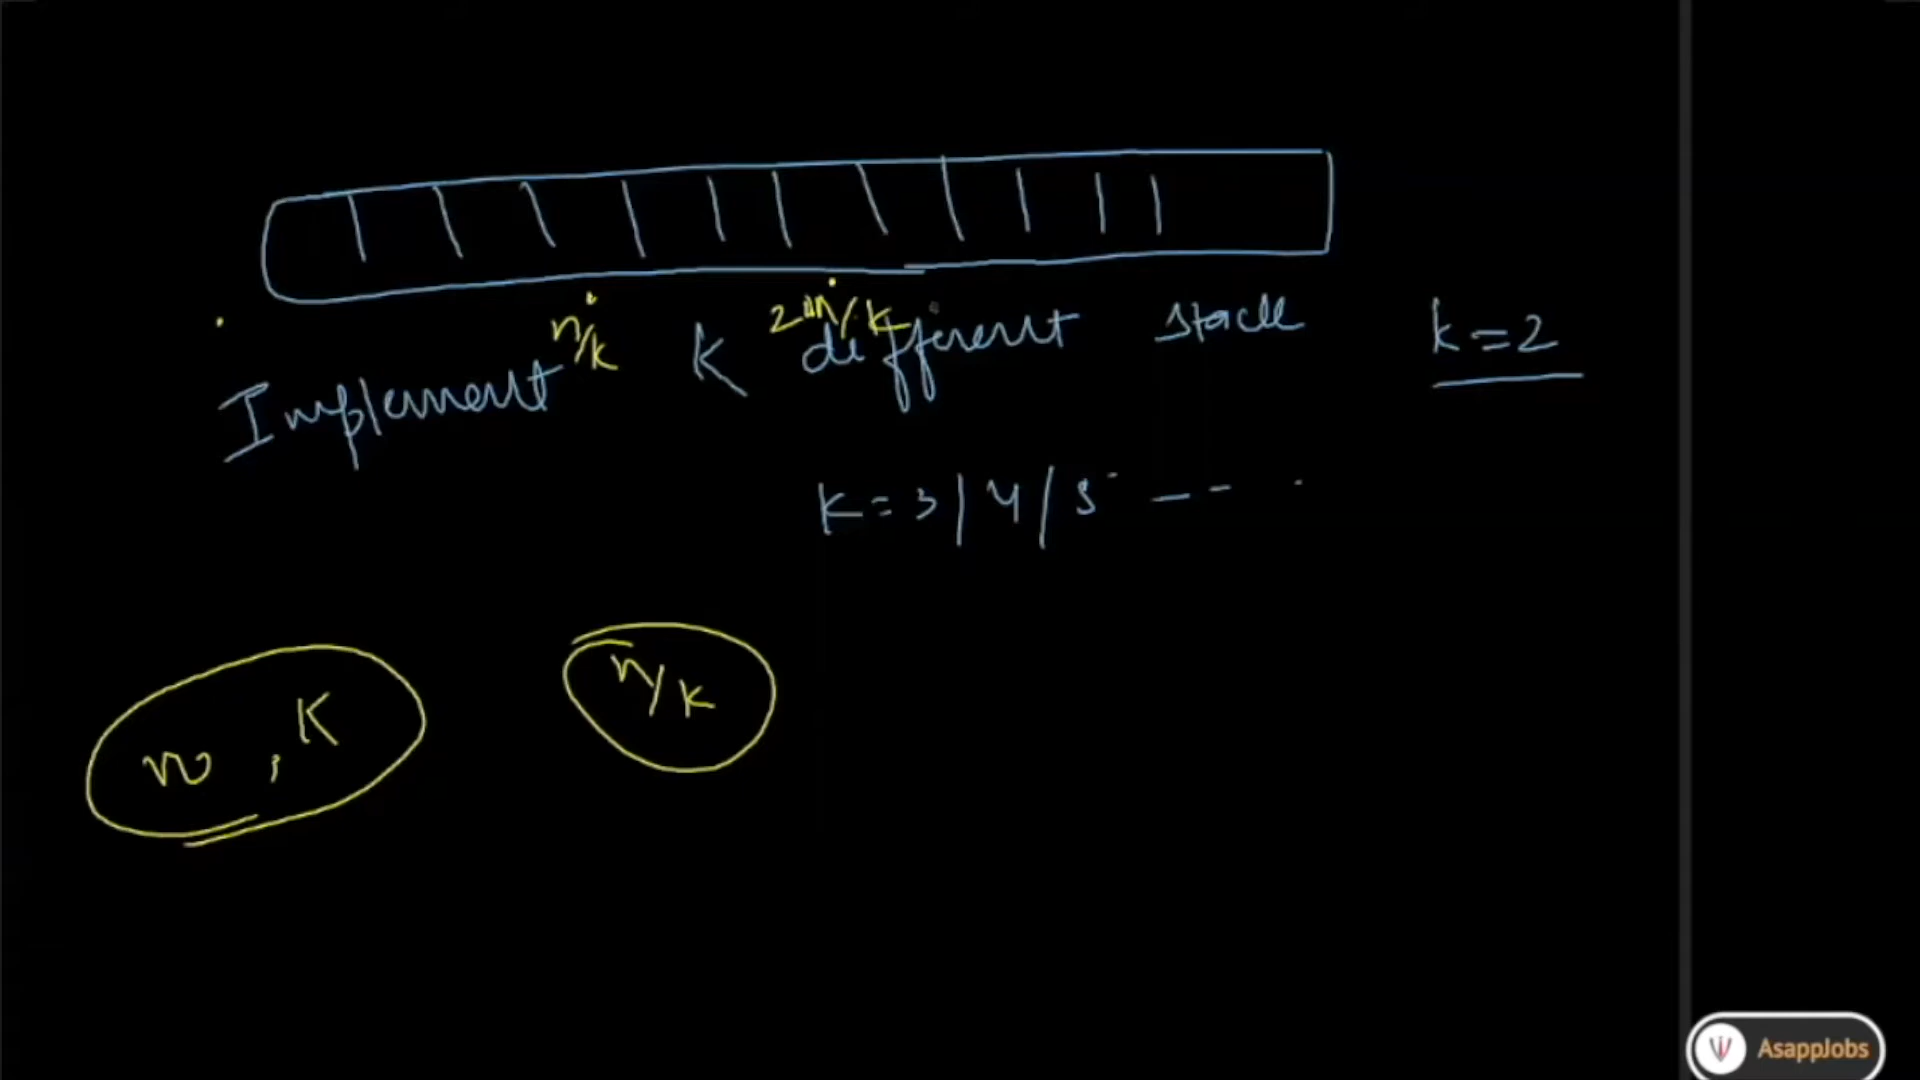 n/k 2n/k
Implement K different stack k=2
K=3/4/5 -- .
n, K n/k
AsappJobs